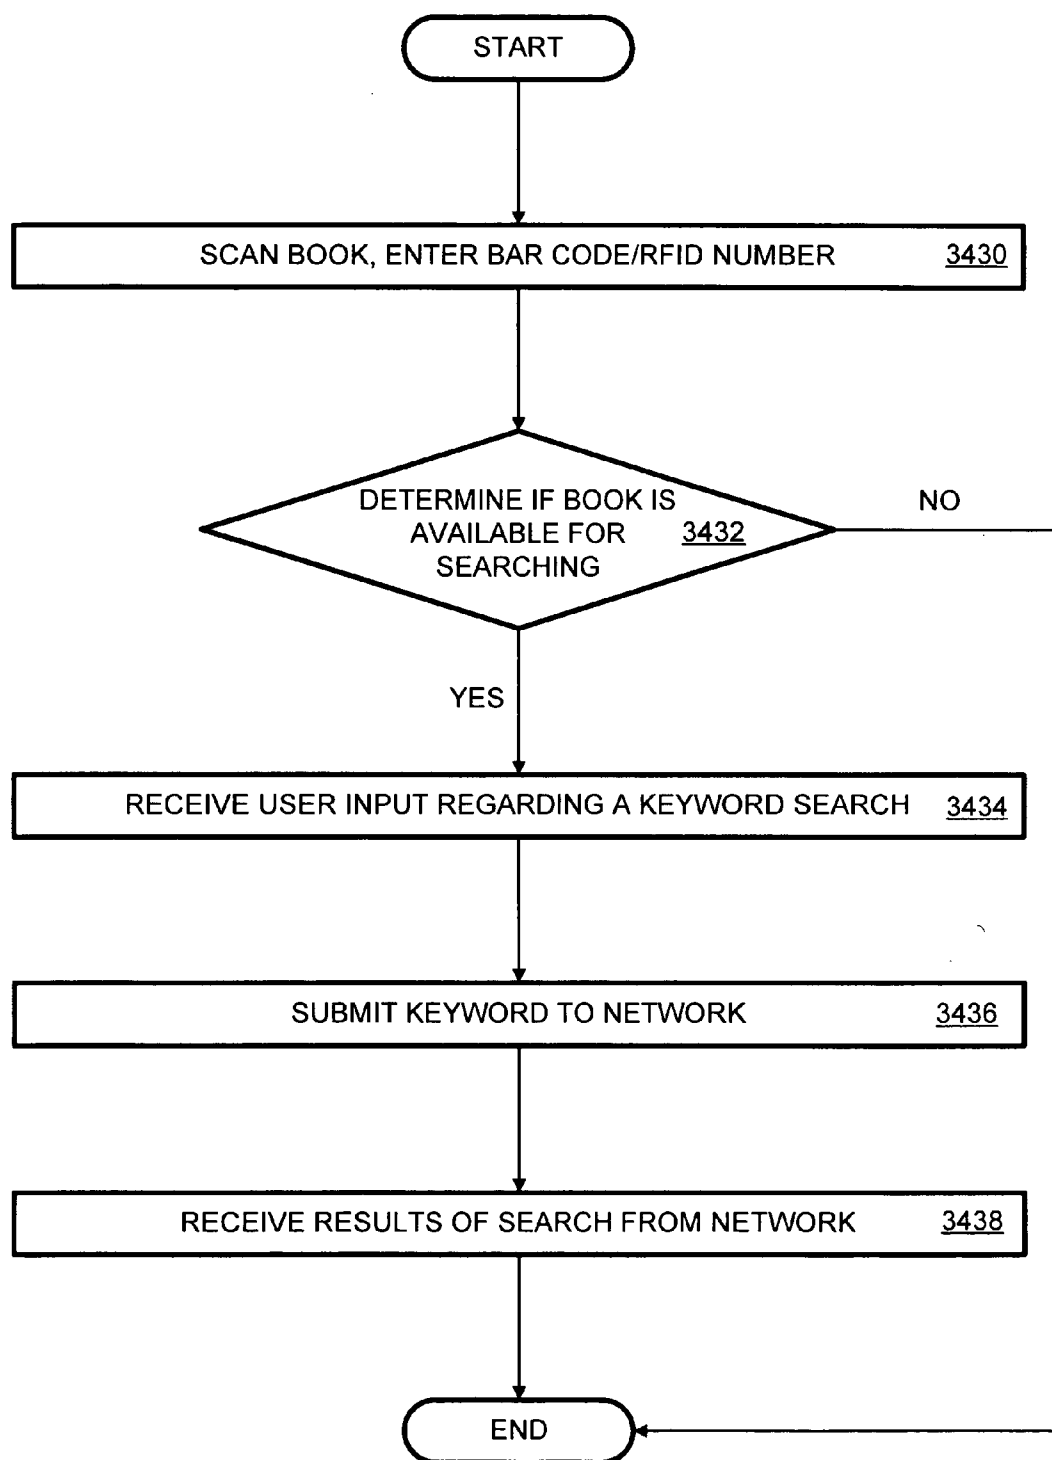 START
SCAN BOOK, ENTER BAR CODE/RFID NUMBER 3430
DETERMINE IF BOOK IS
AVAILABLE FOR 3432
SEARCHING
NO
YES
RECEIVE USER INPUT REGARDING A KEYWORD SEARCH 3434
SUBMIT KEYWORD TO NETWORK 3436
RECEIVE RESULTS OF SEARCH FROM NETWORK 3438
END